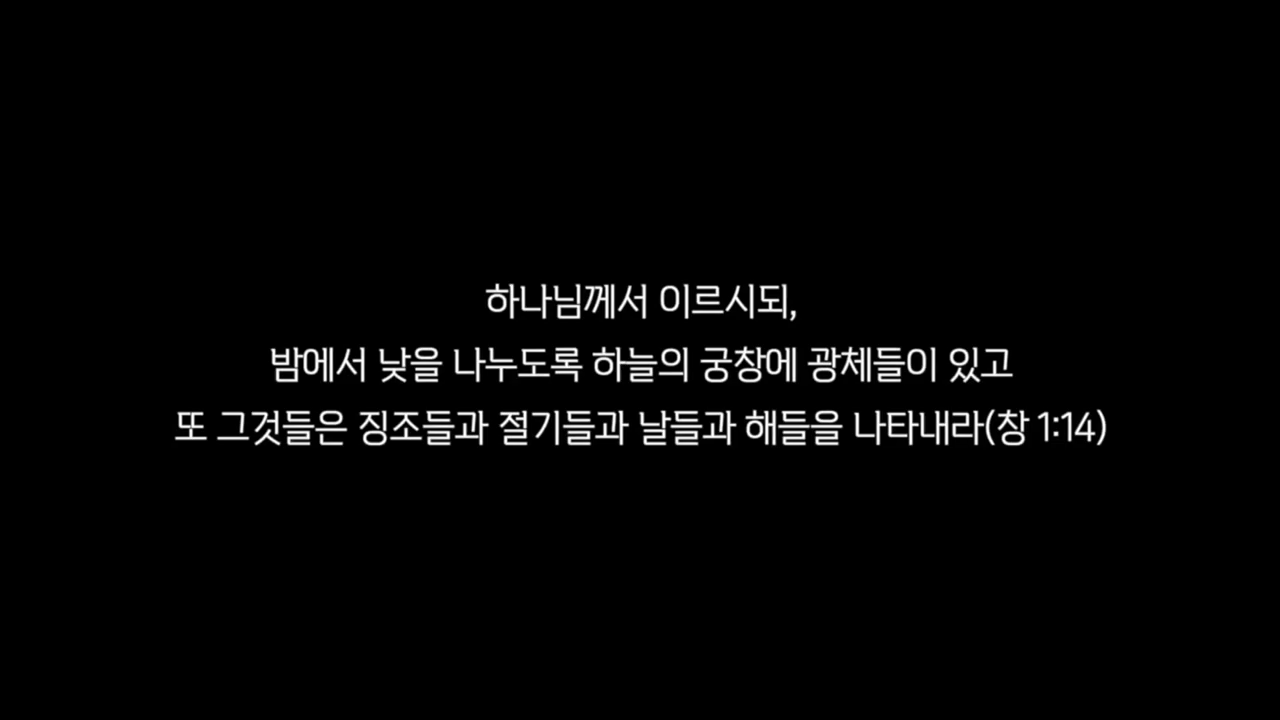 하나님께서 이르시되,
밤에서 낮을 나누도록 하늘의 궁창에 광체들이 있고
또 그것들은 징조들과 절기들과 날들과 해들을 나타내라(창 1:14)